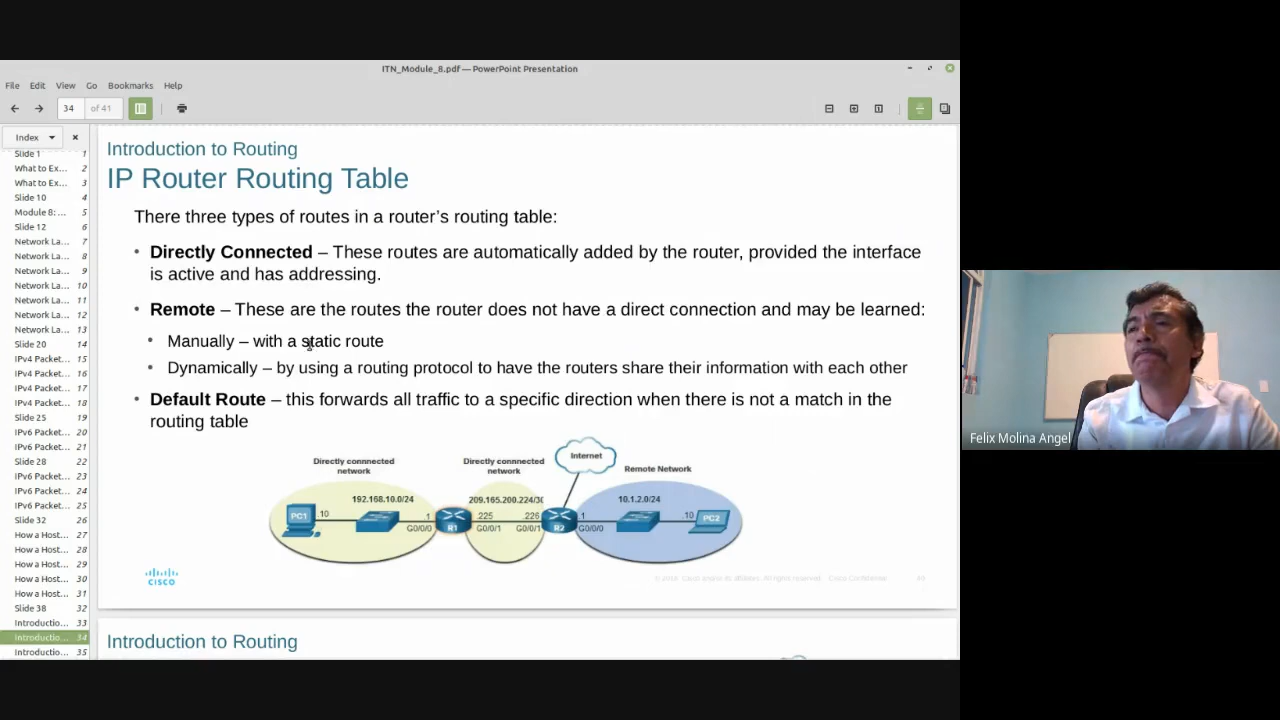 ITN_Module_8.pdf — PowerPoint Presentation
File Edit View Go Bookmarks Help
34 of 41
Index
Slide 1 1
What to Ex... 2
What to Ex... 3
Slide 10 4
Module 8: ... 5
Slide 12 6
Network La... 7
Network La... 8
Network La... 9
Network La... 10
Network La... 11
Network La... 12
Network La... 13
Slide 20 14
IPv4 Packet... 15
IPv4 Packet... 16
IPv4 Packet... 17
IPv4 Packet... 18
Slide 25 19
IPv6 Packet... 20
IPv6 Packet... 21
Slide 28 22
IPv6 Packet... 23
IPv6 Packet... 24
IPv6 Packet... 25
Slide 32 26
How a Host... 27
How a Host... 28
How a Host... 29
How a Host... 30
How a Host... 31
Slide 38 32
Introductio... 33
Introductio... 34
Introductio... 35
Introduction to Routing
IP Router Routing Table
There three types of routes in a router’s routing table:
• Directly Connected – These routes are automatically added by the router, provided the interface
is active and has addressing.
• Remote – These are the routes the router does not have a direct connection and may be learned:
• Manually – with a static route
• Dynamically – by using a routing protocol to have the routers share their information with each other
• Default Route – this forwards all traffic to a specific direction when there is not a match in the
routing table
Directly connnected
network
Directly connnected
network
Internet
Remote Network
192.168.10.0/24
209.165.200.224/30
10.1.2.0/24
PC1 .10 .1 R1 .225 .226 R2 .1 .10 PC2
G0/0/0 G0/0/1 G0/0/1 G0/0/0
CISCO
Introduction to Routing
Felix Molina Angel